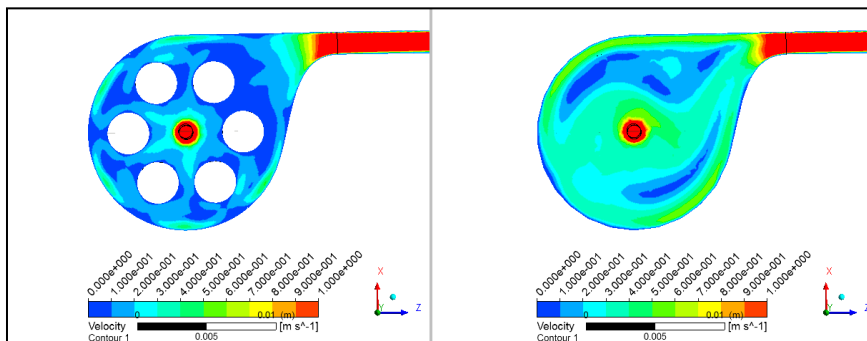 0.000e+000
1.000e-001
2.000e-001
3.000e-001
4.000e-001
5.000e-001
6.000e-001
7.000e-001
8.000e-001
9.000e-001
1.000e+000
0 0.01 (m)
Velocity [m s^-1]
Contour 1 0.005
X
Y
Z
0.000e+000
1.000e-001
2.000e-001
3.000e-001
4.000e-001
5.000e-001
6.000e-001
7.000e-001
8.000e-001
9.000e-001
1.000e+000
0 0.01 (m)
Velocity [m s^-1]
Contour 1 0.005
X
Y
Z